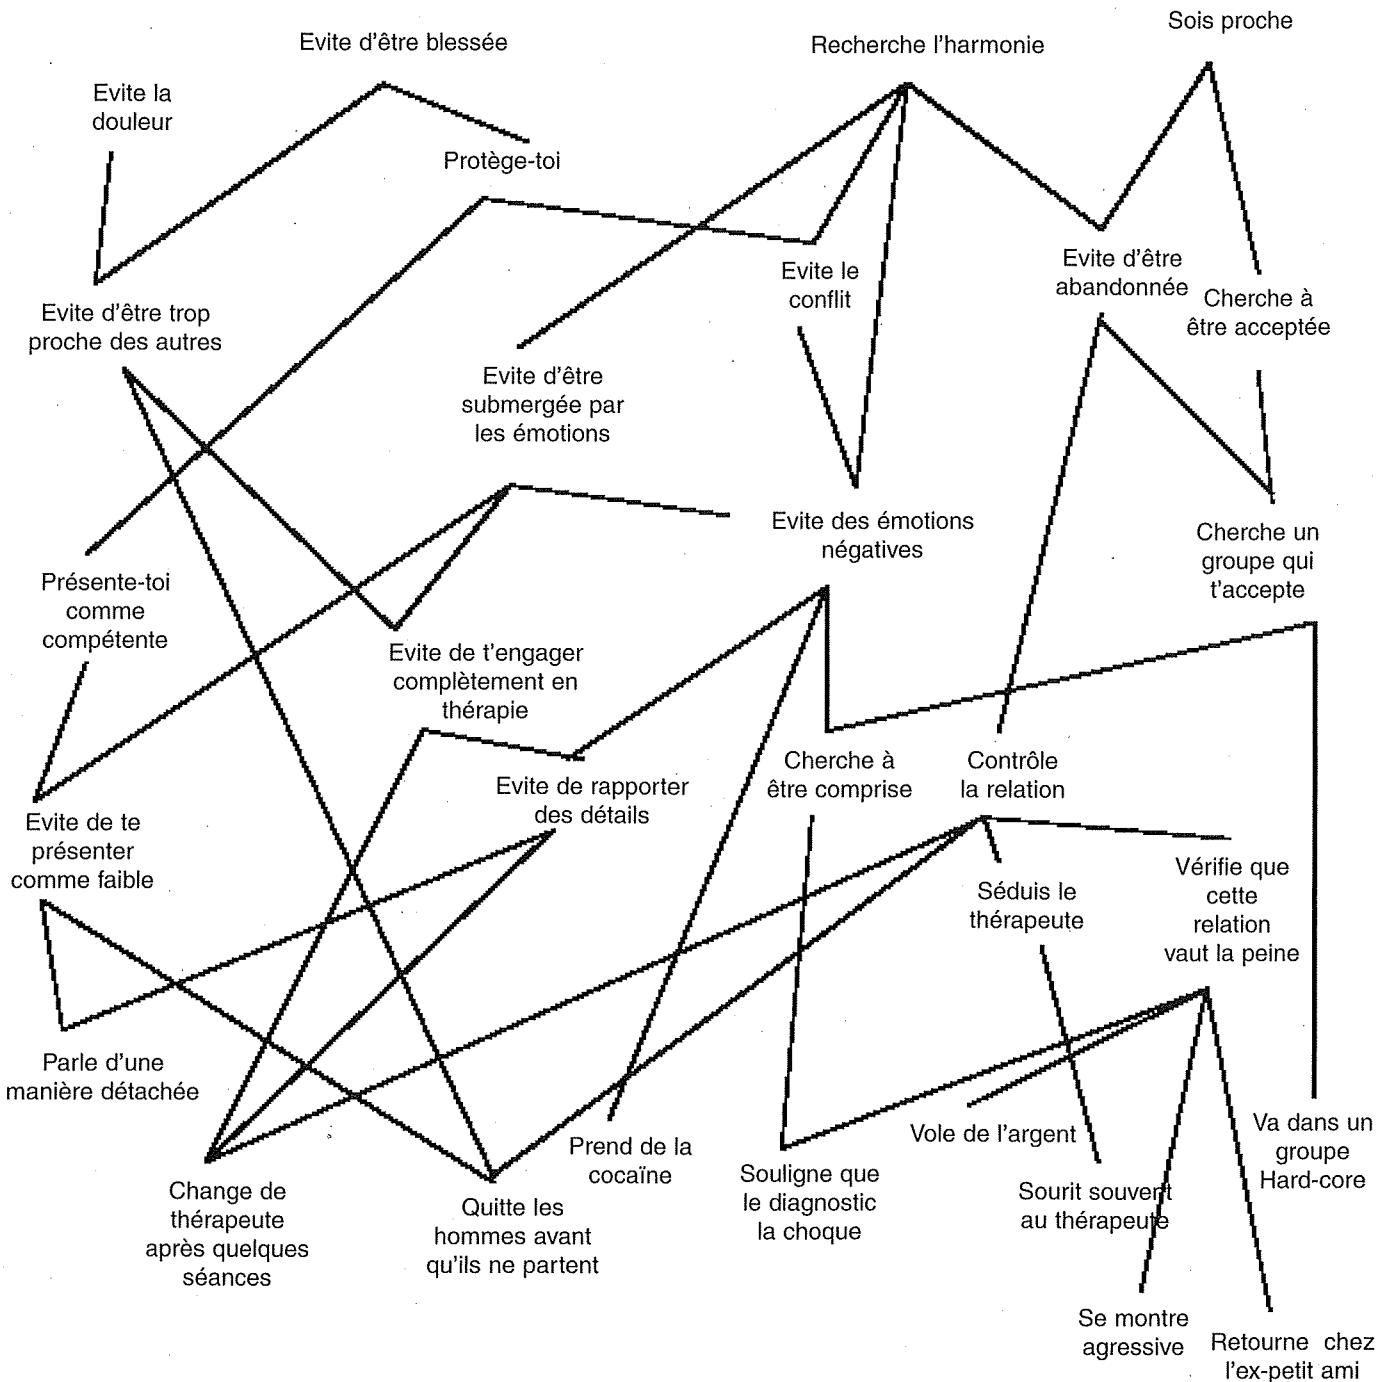 Sois proche
Evite d'être blessée
Recherche l'harmonie
Evite la
douleur
Protège-toi
Evite le
conflit
Evite d'être
abandonnée
Cherche à
être acceptée
Evite d'être trop
proche des autres
Evite d'être
submergée par
les émotions
Evite des émotions
négatives
Cherche un
groupe qui
t'accepte
Présente-toi
comme
compétente
Evite de t'engager
complètement en
thérapie
Evite de rapporter
des détails
Cherche à
être comprise
Contrôle
la relation
Evite de te
présenter
comme faible
Séduis le
thérapeute
Vérifie que
cette
relation
vaut la peine
Parle d'une
manière détachée
Change de
thérapeute
après quelques
séances
Quitte les
hommes avant
qu'ils ne partent
Prend de la
cocaïne
Souligne que
le diagnostic
la choque
Vole de l'argent
Sourit souvent
au thérapeute
Va dans un
groupe
Hard-core
Se montre
agressive
Retourne chez
l'ex-petit ami